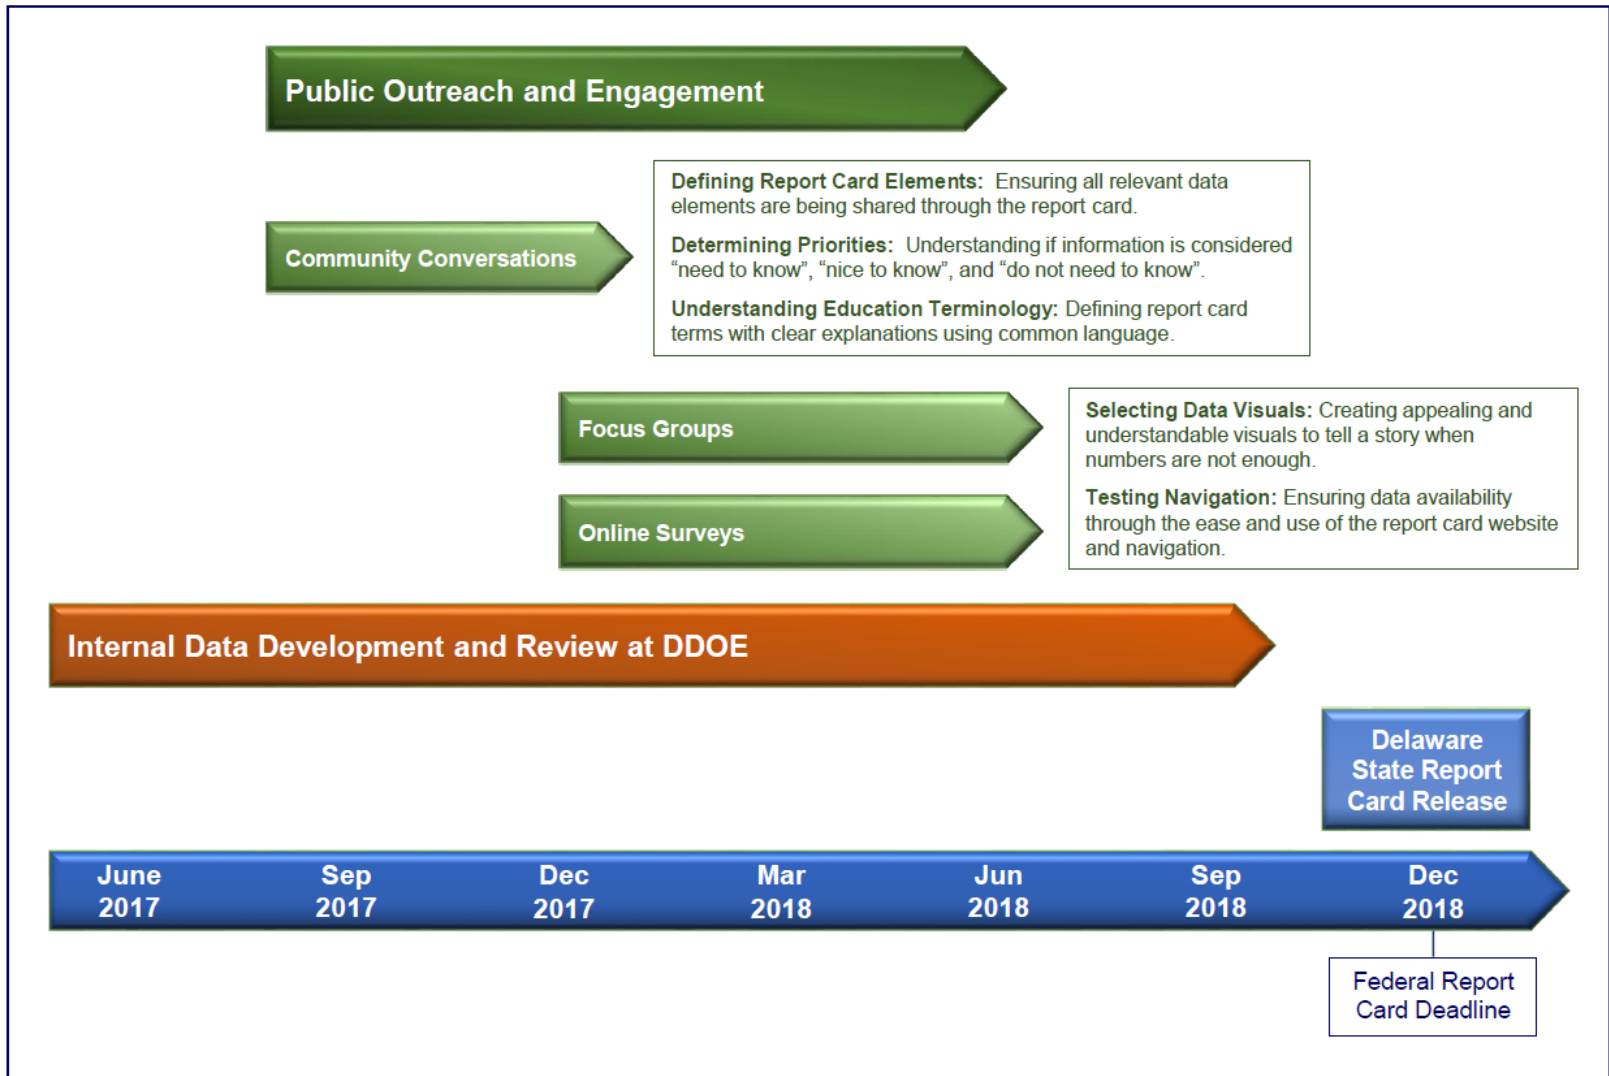 Public Outreach and Engagement
Defining Report Card Elements:  Ensuring all relevant data
elements are being shared through the report card.
Determining Priorities:  Understanding if information is considered
“need to know”, “nice to know”, and “do not need to know”.
Understanding Education Terminology: Defining report card
terms with clear explanations using common language.
Community Conversations
Focus Groups
Selecting Data Visuals: Creating appealing and
understandable visuals to tell a story when
numbers are not enough.
Testing Navigation: Ensuring data availability
through the ease and use of the report card website
and navigation.
Online Surveys
Internal Data Development and Review at DDOE
Delaware
State Report
Card Release
June
2017
Sep
2017
Dec
2017
Mar
2018
Jun
2018
Sep
2018
Dec
2018
Federal Report
Card Deadline